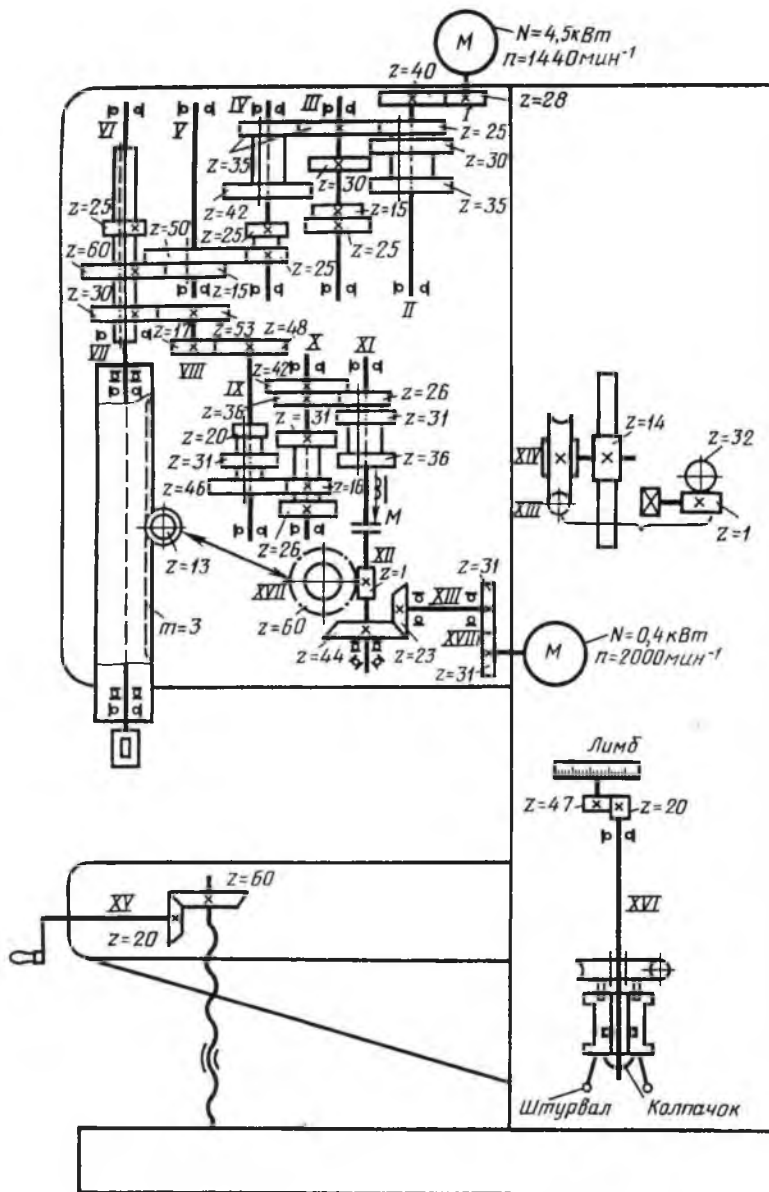 M
N=4,5кВт
n=1440мин⁻¹
z=40
z=28
I
VI
V
IV
III
z=25
z=35
z=30
z=30
z=35
z=42
z=15
z=25
z=25
z=50
z=25
z=60
z=25
z=15
z=30
II
z=17
z=53
z=48
VII
VIII
X
XI
z=42
z=26
IX
z=36
z=31
z=31
z=20
z=31
z=36
z=46
z=16
M
z=26
XII
z=13
XVII
z=1
z=60
m=3
z=44
z=23
XIII
z=31
XVIII
z=31
M
N=0,4кВт
n=2000мин⁻¹
XIV
z=14
z=32
XIII
z=1
Лимб
z=47
z=20
XVI
XV
z=60
z=20
Штурвал
Колпачок